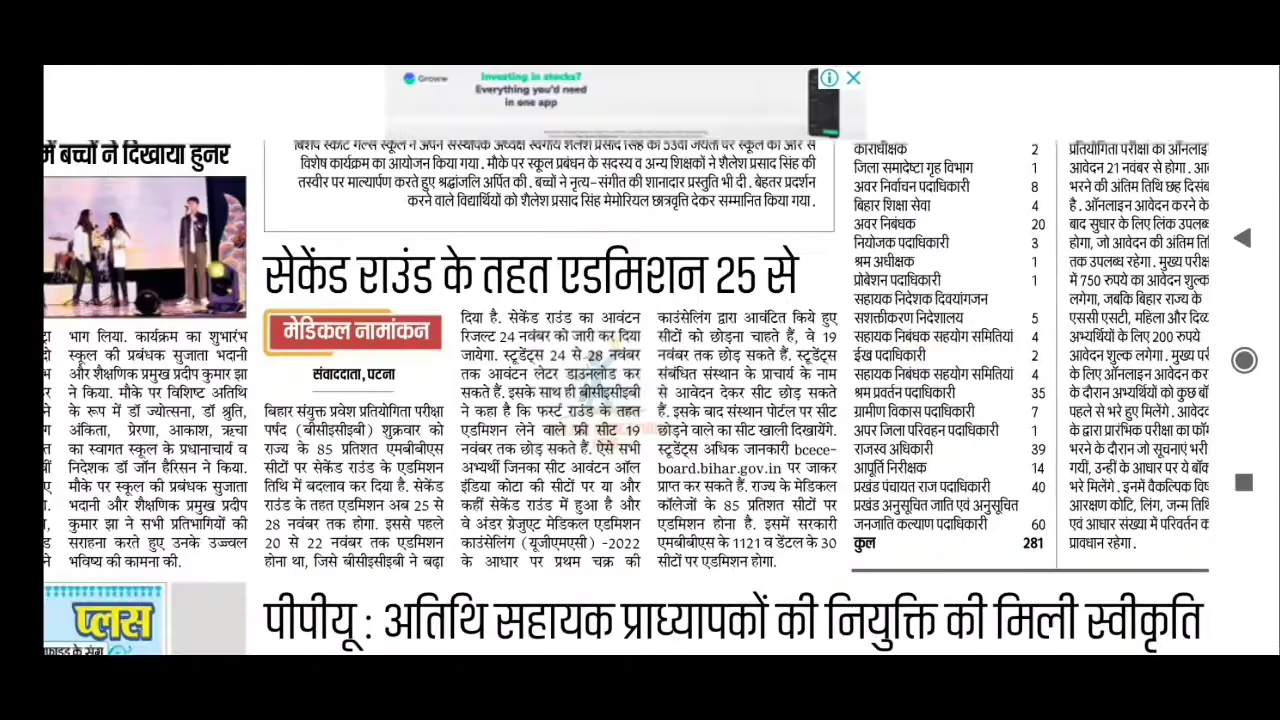 Groww
Investing in stocks?
Everything you'd need
in one app
में बच्चों ने दिखाया हुनर
भाग लिया. कार्यक्रम का शुभारंभ
स्कूल की प्रबंधक सुजाता भदानी
और शैक्षणिक प्रमुख प्रदीप कुमार झा
ने किया. मौके पर विशिष्ट अतिथि
के रूप में डॉ ज्योत्सना, डॉ श्रुति,
अंकिता, प्रेरणा, आकाश, ऋचा
का स्वागत स्कूल के प्रधानाचार्य व
निदेशक डॉ जॉन हैरिसन ने किया.
मौके पर स्कूल की प्रबंधक सुजाता
भदानी और शैक्षणिक प्रमुख प्रदीप
कुमार झा ने सभी प्रतिभागियों की
सराहना करते हुए उनके उज्ज्वल
भविष्य की कामना की.
प्लस
विशेष कार्यक्रम का आयोजन किया गया. मौके पर स्कूल प्रबंधन के सदस्य व अन्य शिक्षकों ने शैलेश प्रसाद सिंह की
तस्वीर पर माल्यार्पण करते हुए श्रद्धांजलि अर्पित की. बच्चों ने नृत्य-संगीत की शानदार प्रस्तुति भी दी. बेहतर प्रदर्शन
करने वाले विद्यार्थियों को शैलेश प्रसाद सिंह मेमोरियल छात्रवृत्ति देकर सम्मानित किया गया.
सेकेंड राउंड के तहत एडमिशन 25 से
मेडिकल नामांकन
संवाददाता, पटना
बिहार संयुक्त प्रवेश प्रतियोगिता परीक्षा
पर्षद (बीसीइसीइबी) शुक्रवार को
राज्य के 85 प्रतिशत एमबीबीएस
सीटों पर सेकेंड राउंड के एडमिशन
तिथि में बदलाव कर दिया है. सेकेंड
राउंड के तहत एडमिशन अब 25 से
28 नवंबर तक होगा. इससे पहले
20 से 22 नवंबर तक एडमिशन
होना था, जिसे बीसीइसीइबी ने बढ़ा
दिया है. सेकेंड राउंड का आवंटन
रिजल्ट 24 नवंबर को जारी कर दिया
जायेगा. स्टूडेंट्स 24 से 28 नवंबर
तक आवंटन लेटर डाउनलोड कर
सकते हैं. इसके साथ ही बीसीइसीइबी
ने कहा है कि फर्स्ट राउंड के तहत
एडमिशन लेने वाले फ्री सीट 19
नवंबर तक छोड़ सकते हैं. ऐसे सभी
अभ्यर्थी जिनका सीट आवंटन ऑल
इंडिया कोटा की सीटों पर या और
कहीं सेकेंड राउंड में हुआ है और
वे अंडर ग्रेजुएट मेडिकल एडमिशन
काउंसेलिंग (यूजीएमएसी) -2022
के आधार पर प्रथम चक्र की
काउंसेलिंग द्वारा आवंटित किये हुए
सीटों को छोड़ना चाहते हैं, वे 19
नवंबर तक छोड़ सकते हैं. स्टूडेंट्स
संबंधित संस्थान के प्राचार्य के नाम
से आवेदन देकर सीट छोड़ सकते
हैं. इसके बाद संस्थान पोर्टल पर सीट
छोड़ने वाले का सीट खाली दिखायेंगे.
स्टूडेंट्स अधिक जानकारी bcece-
board.bihar.gov.in पर जाकर
प्राप्त कर सकते हैं. राज्य के मेडिकल
कॉलेजों के 85 प्रतिशत सीटों पर
एडमिशन होना है. इसमें सरकारी
एमबीबीएस के 1121 व डेंटल के 30
सीटों पर एडमिशन होगा.
काराधीक्षक 2
जिला समादेष्टा गृह विभाग 1
अवर निर्वाचन पदाधिकारी 8
बिहार शिक्षा सेवा 4
अवर निबंधक 20
नियोजक पदाधिकारी 3
श्रम अधीक्षक 1
प्रोबेशन पदाधिकारी 1
सहायक निदेशक दिवयांगजन
सशक्तीकरण निदेशालय 5
सहायक निबंधक सहयोग समितियां 4
ईख पदाधिकारी 2
सहायक निबंधक सहयोग समितियां 4
श्रम प्रवर्तन पदाधिकारी 35
ग्रामीण विकास पदाधिकारी 7
अपर जिला परिवहन पदाधिकारी 1
राजस्व अधिकारी 39
आपूर्ति निरीक्षक 14
प्रखंड पंचायत राज पदाधिकारी 40
प्रखंड अनुसूचित जाति एवं अनुसूचित
जनजाति कल्याण पदाधिकारी 60
कुल 281
प्रतियोगिता परीक्षा का ऑनलाइ
आवेदन 21 नवंबर से होगा. आ
भरने की अंतिम तिथि छह दिसं
है. ऑनलाइन आवेदन करने के
बाद सुधार के लिए लिंक उपलब्
होगा, जो आवेदन की अंतिम ति
तक उपलब्ध रहेगा. मुख्य परीक्ष
में 750 रुपये का आवेदन शुल्क
लगेगा, जबकि बिहार राज्य के
एससी एसटी, महिला और दिव्य
अभ्यर्थियों के लिए 200 रुपये
आवेदन शुल्क लगेगा. मुख्य परी
के लिए ऑनलाइन आवेदन कर
के दौरान अभ्यर्थियों को कुछ बॉ
पहले से भरे हुए मिलेंगे. आवेद
के द्वारा प्रारंभिक परीक्षा का फॉ
भरने के दौरान जो सूचनाएं भरी
गयीं, उन्हीं के आधार पर ये बॉक
भरे मिलेंगे. इनमें वैकल्पिक विष
आरक्षण कोटि, लिंग, जन्म तिथि
एवं आधार संख्या में परिवर्तन क
प्रावधान रहेगा.
पीपीयू : अतिथि सहायक प्राध्यापकों की नियुक्ति की मिली स्वीकृति